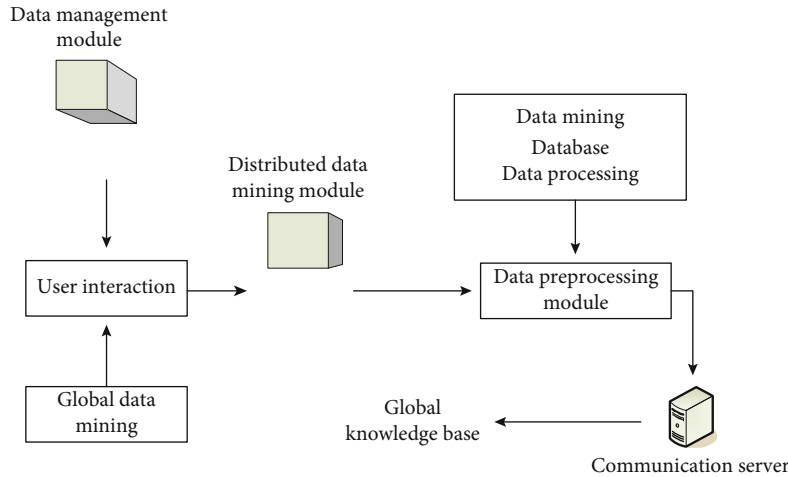 Data management
module
Distributed data
mining module
Data mining
Database
Data processing
User interaction
Data preprocessing
module
Global data
mining
Global
knowledge base
Communication server